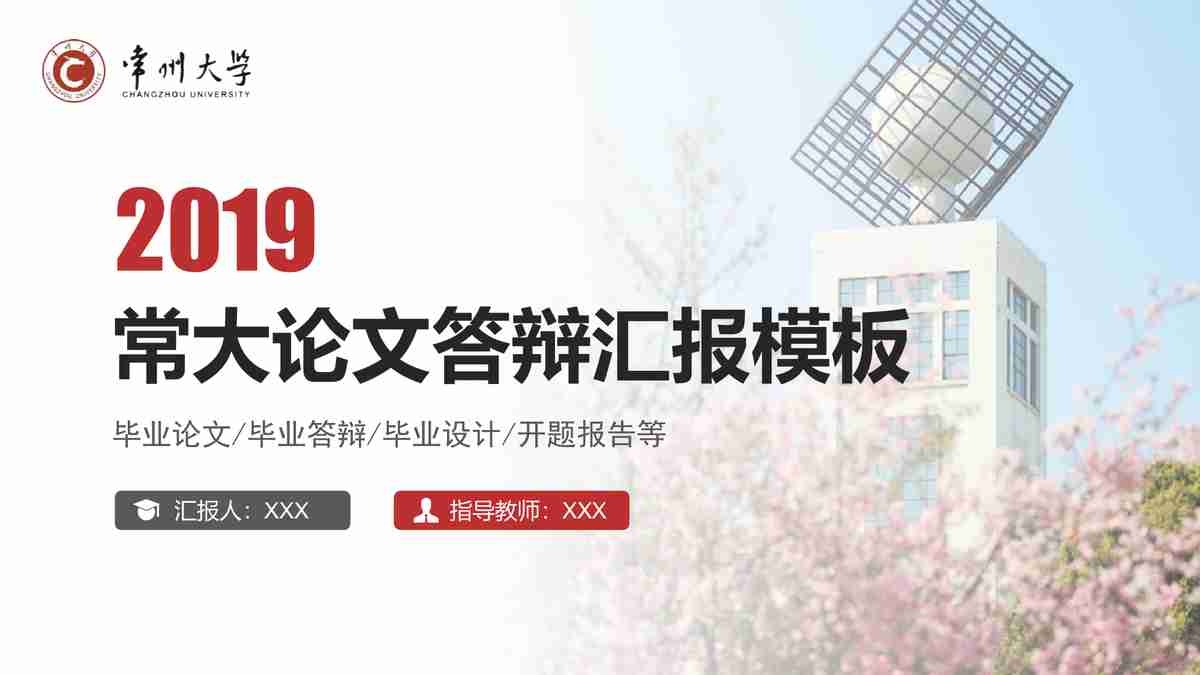 常州大学
CHANGZHOU UNIVERSITY
2019
常大论文答辩汇报模板
毕业论文/毕业答辩/毕业设计/开题报告等
汇报人：XXX
指导教师：XXX